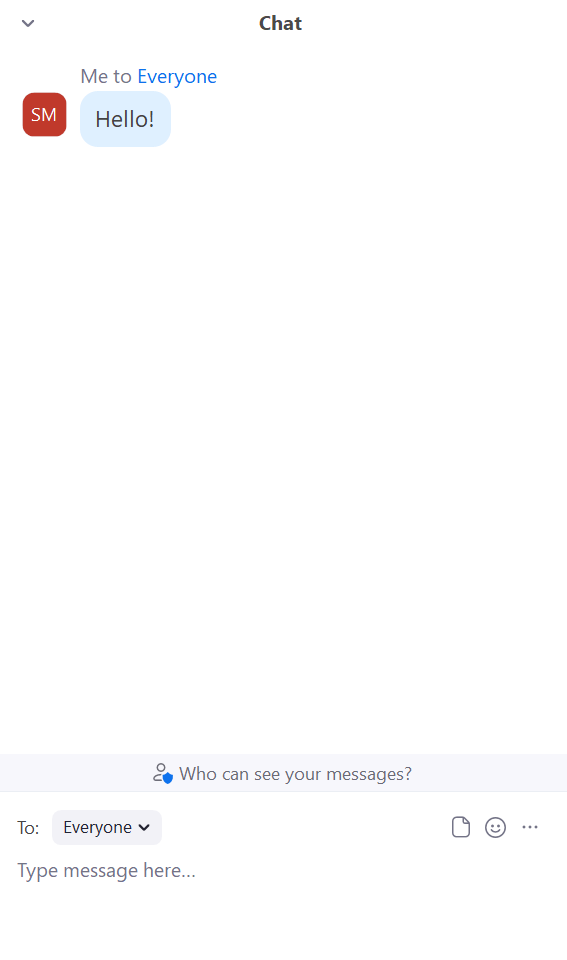 Chat
Me to Everyone
SM
Hello!
Who can see your messages?
To: Everyone
Type message here...